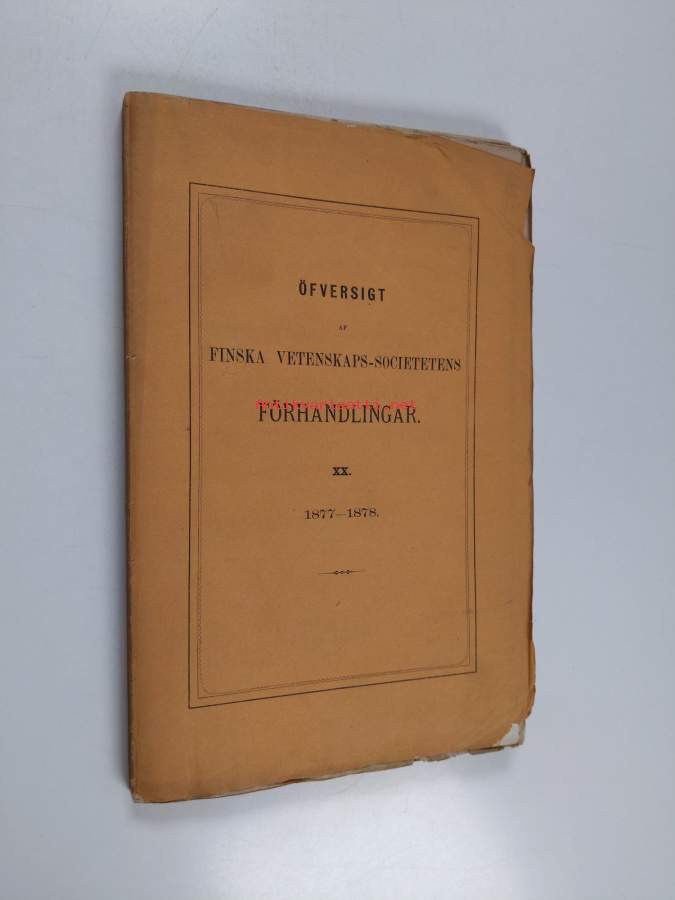 ÖFVERSIGT
AF
FINSKA VETENSKAPS-SOCIETETENS
FÖRHANDLINGAR.
XX.
1877–1878.